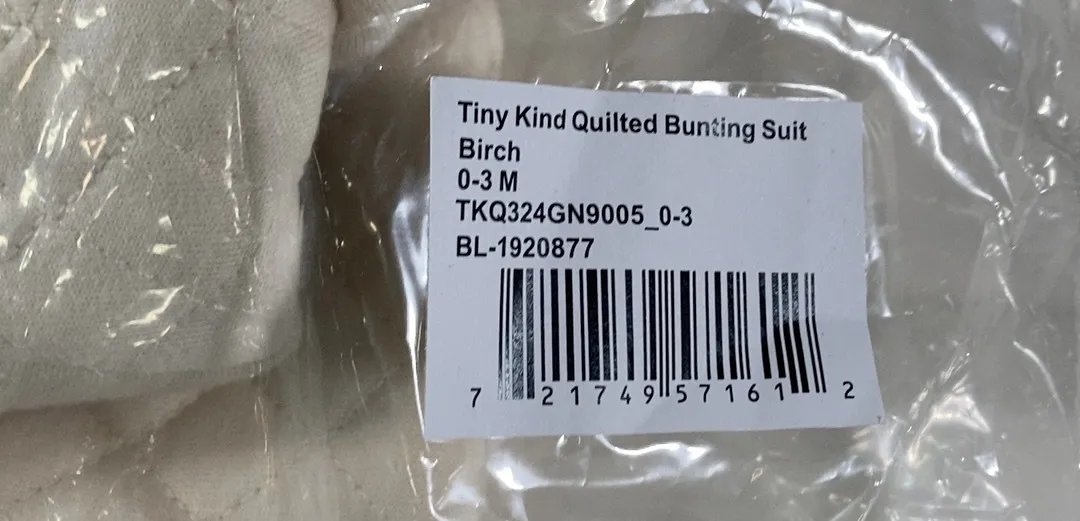 Tiny Kind Quilted Bunting Suit
Birch
0-3 M
TKQ324GN9005_0-3
BL-1920877
7 21749 57161 2